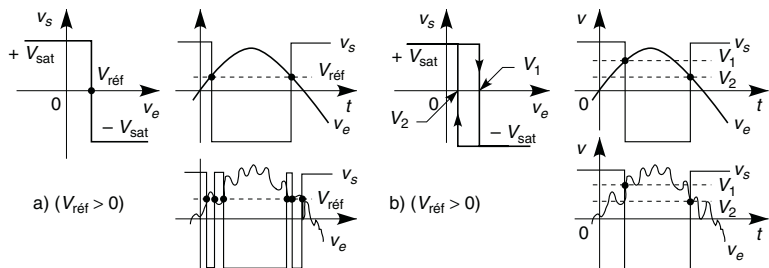 v_s
+ V_sat
V_réf
0
v_e
– V_sat
v_s
V_réf
t
v_e
v_s
V_réf
v_e
a) (V_réf > 0)
v_s
+ V_sat
V_1
0
v_e
V_2
– V_sat
v
v_s
V_1
V_2
0
t
v_e
v
v_s
V_1
V_2
0
t
v_e
b) (V_réf > 0)